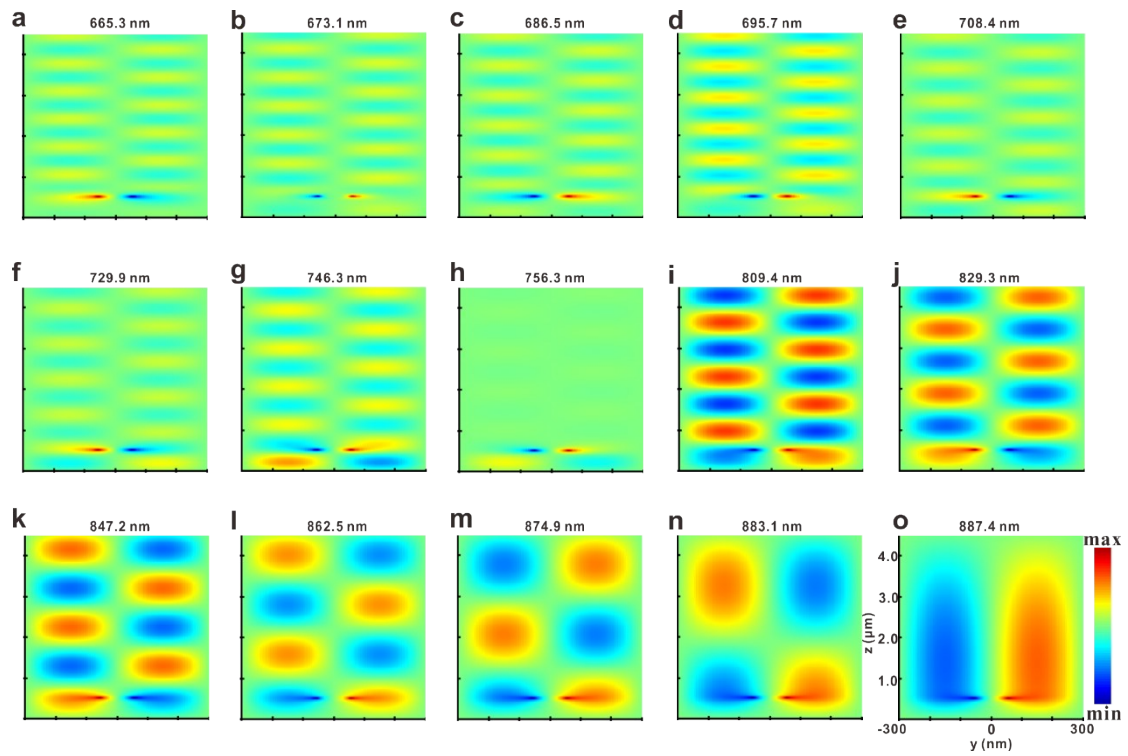 a 665.3 nm
b 673.1 nm
c 686.5 nm
d 695.7 nm
e 708.4 nm
f 729.9 nm
g 746.3 nm
h 756.3 nm
i 809.4 nm
j 829.3 nm
k 847.2 nm
l 862.5 nm
m 874.9 nm
n 883.1 nm
o 887.4 nm
max
min
4.0
3.0
2.0
1.0
z (μm)
-300 0 300
y (nm)